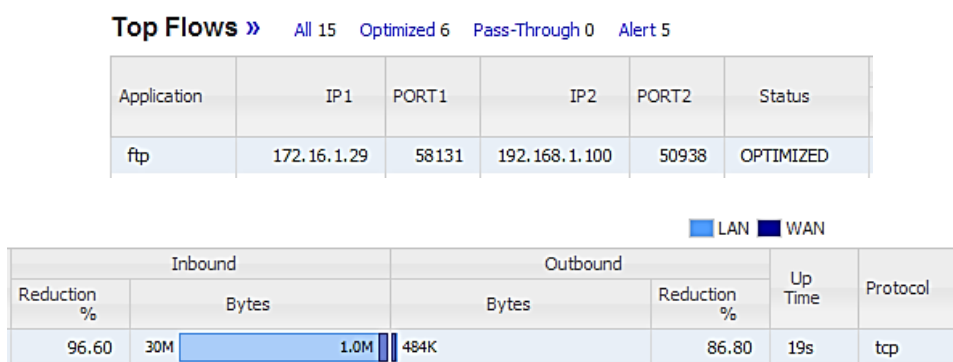 Top Flows » All 15 Optimized 6 Pass-Through 0 Alert 5
Application IP1 PORT1 IP2 PORT2 Status
ftp 172.16.1.29 58131 192.168.1.100 50938 OPTIMIZED
LAN WAN
Inbound Outbound Up Time Protocol
Reduction % Bytes Bytes Reduction %
96.60 30M 1.0M 484K 86.80 19s tcp